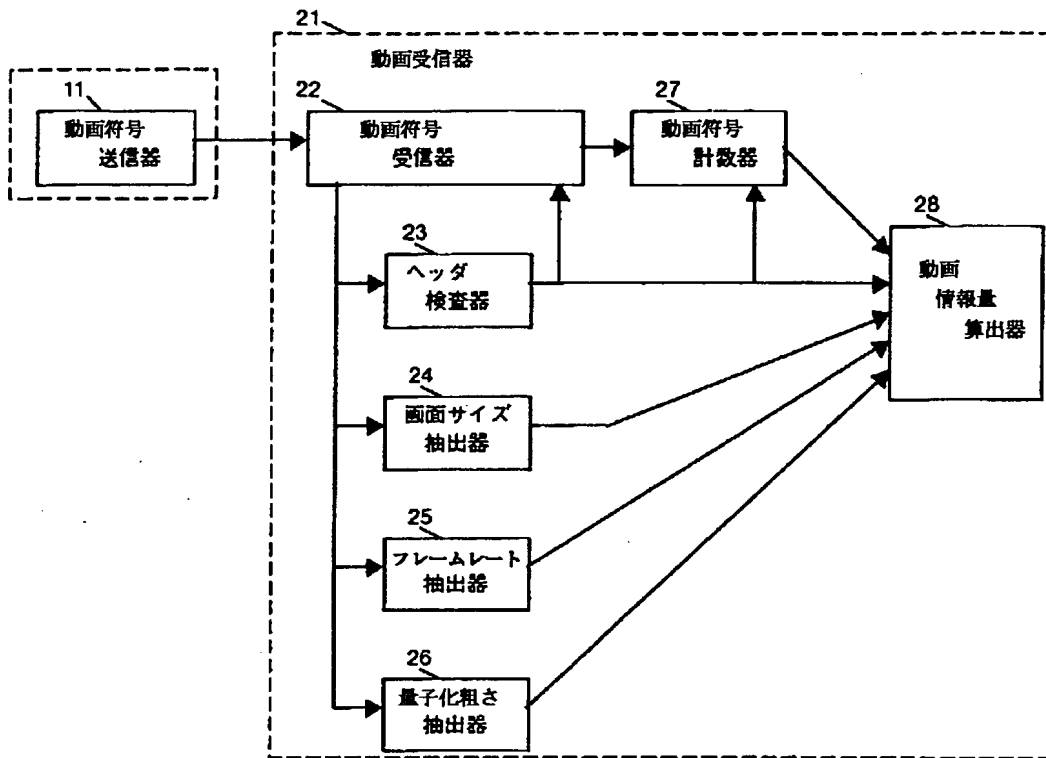 21
動画受信器
11
動画符号
送信器
22
動画符号
受信器
27
動画符号
計数器
23
ヘッダ
検査器
28
動画
情報量
算出器
24
画面サイズ
抽出器
25
フレームレート
抽出器
26
量子化粗さ
抽出器